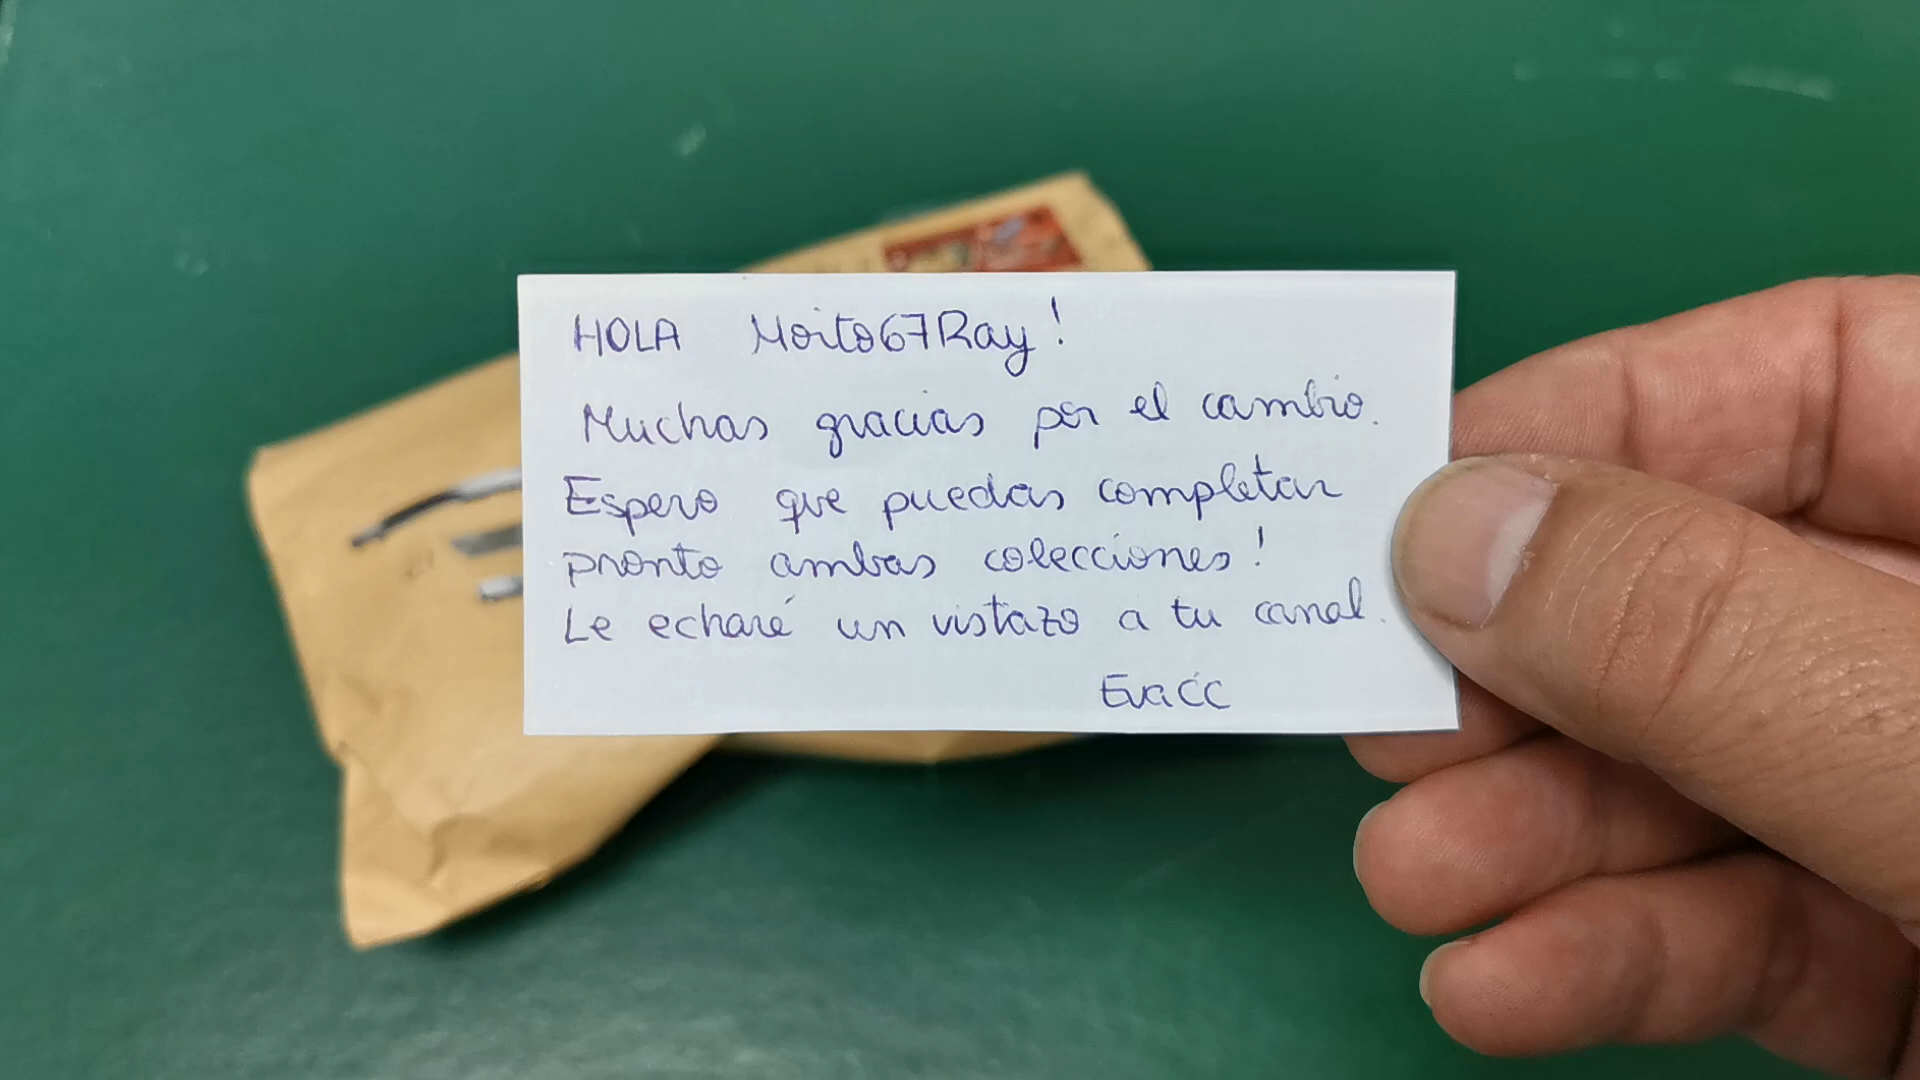 HOLA Moito67Ray!
Muchas gracias por el cambio.
Espero que puedas completar
pronto ambas colecciones!
Le echaré un vistazo a tu canal.
EvaCC